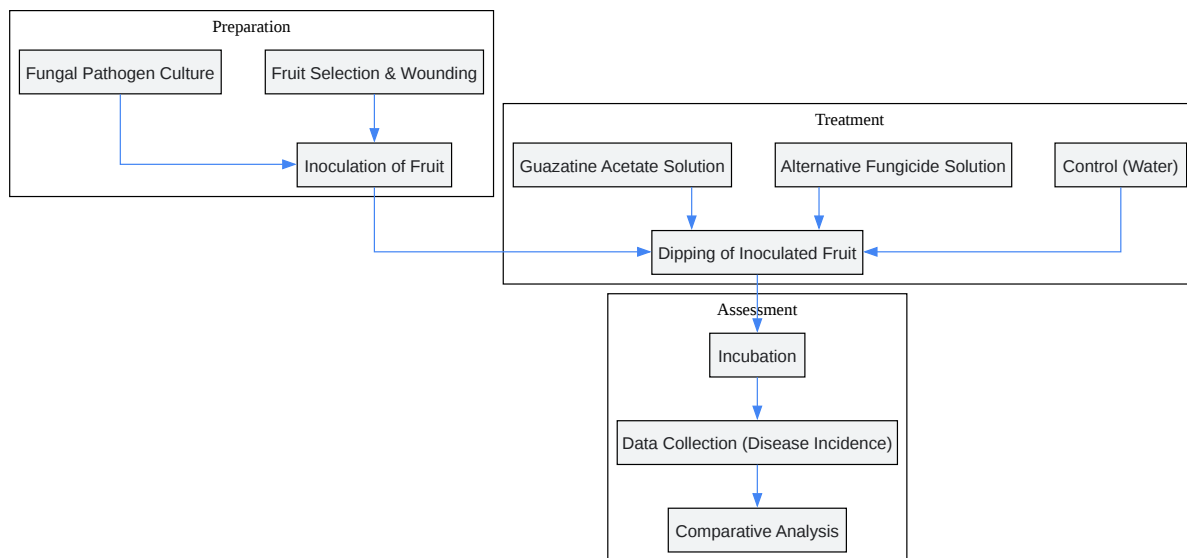 Preparation
Fungal Pathogen Culture
Fruit Selection & Wounding
Inoculation of Fruit
Treatment
Guazatine Acetate Solution
Alternative Fungicide Solution
Control (Water)
Dipping of Inoculated Fruit
Assessment
Incubation
Data Collection (Disease Incidence)
Comparative Analysis